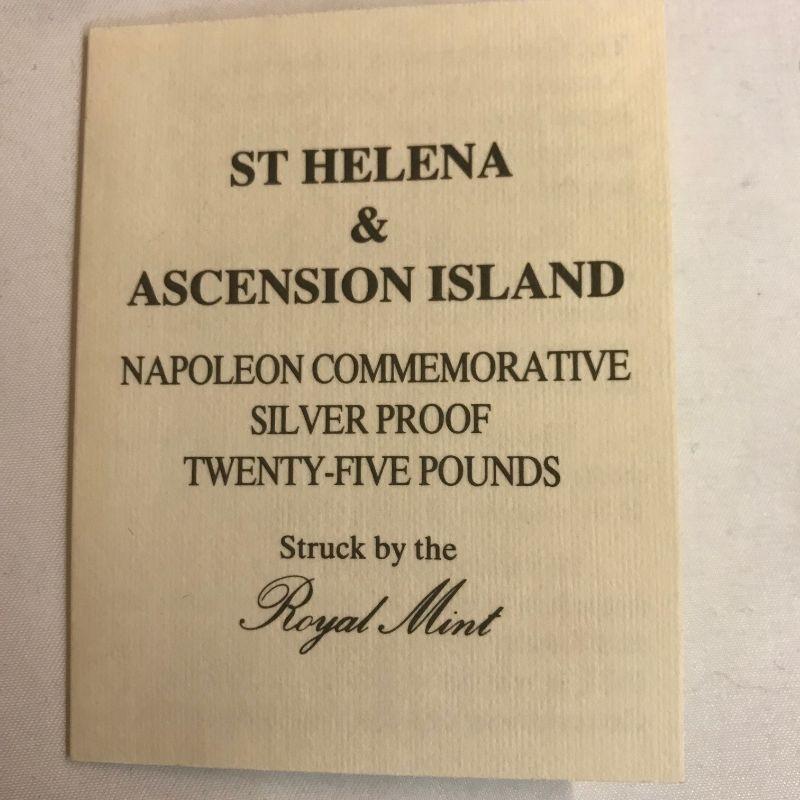 ST HELENA
&
ASCENSION ISLAND
NAPOLEON COMMEMORATIVE
SILVER PROOF
TWENTY-FIVE POUNDS
Struck by the
Royal Mint